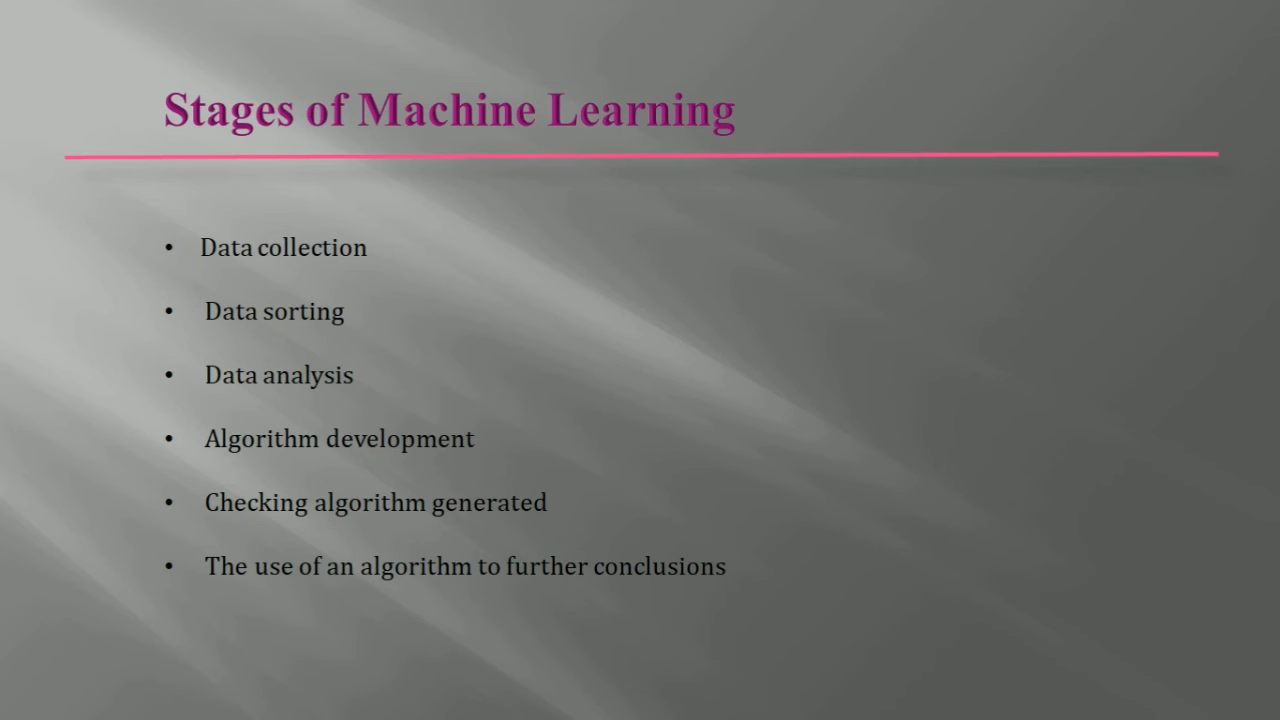 Stages of Machine Learning
• Data collection
• Data sorting
• Data analysis
• Algorithm development
• Checking algorithm generated
• The use of an algorithm to further conclusions